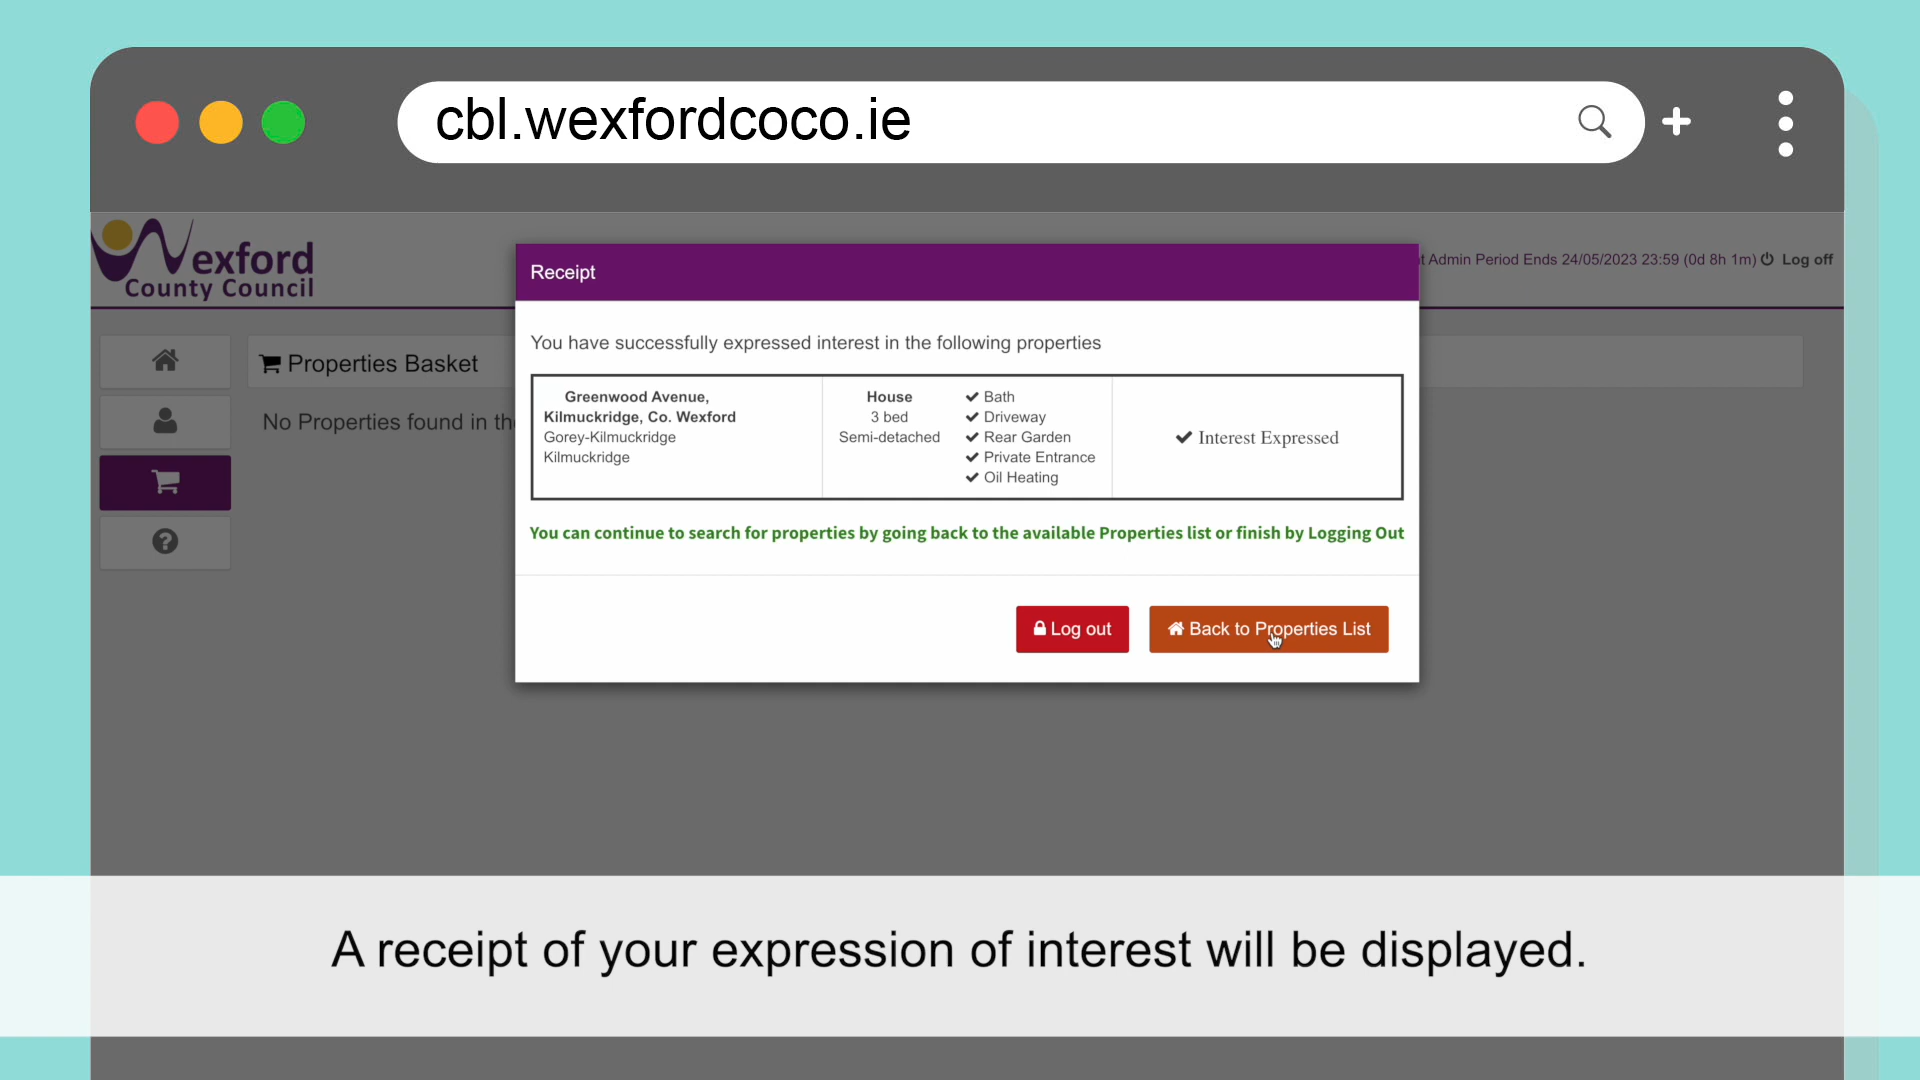 cbl.wexfordcoco.ie
Wexford
County Council
Admin Period Ends 24/05/2023 23:59 (0d 8h 1m) Log off
Receipt
You have successfully expressed interest in the following properties
Properties Basket
No Properties found in
Greenwood Avenue,
Kilmuckridge, Co. Wexford
Gorey-Kilmuckridge
Kilmuckridge
House
3 bed
Semi-detached
Bath
Driveway
Rear Garden
Private Entrance
Oil Heating
Interest Expressed
You can continue to search for properties by going back to the available Properties list or finish by Logging Out
Log out
Back to Properties List
A receipt of your expression of interest will be displayed.